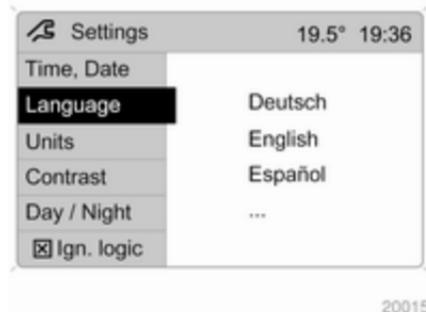 Settings 19.5° 19:36
Time, Date
Language Deutsch
Units English
Contrast Español
Day / Night ...
Ign. logic
20015